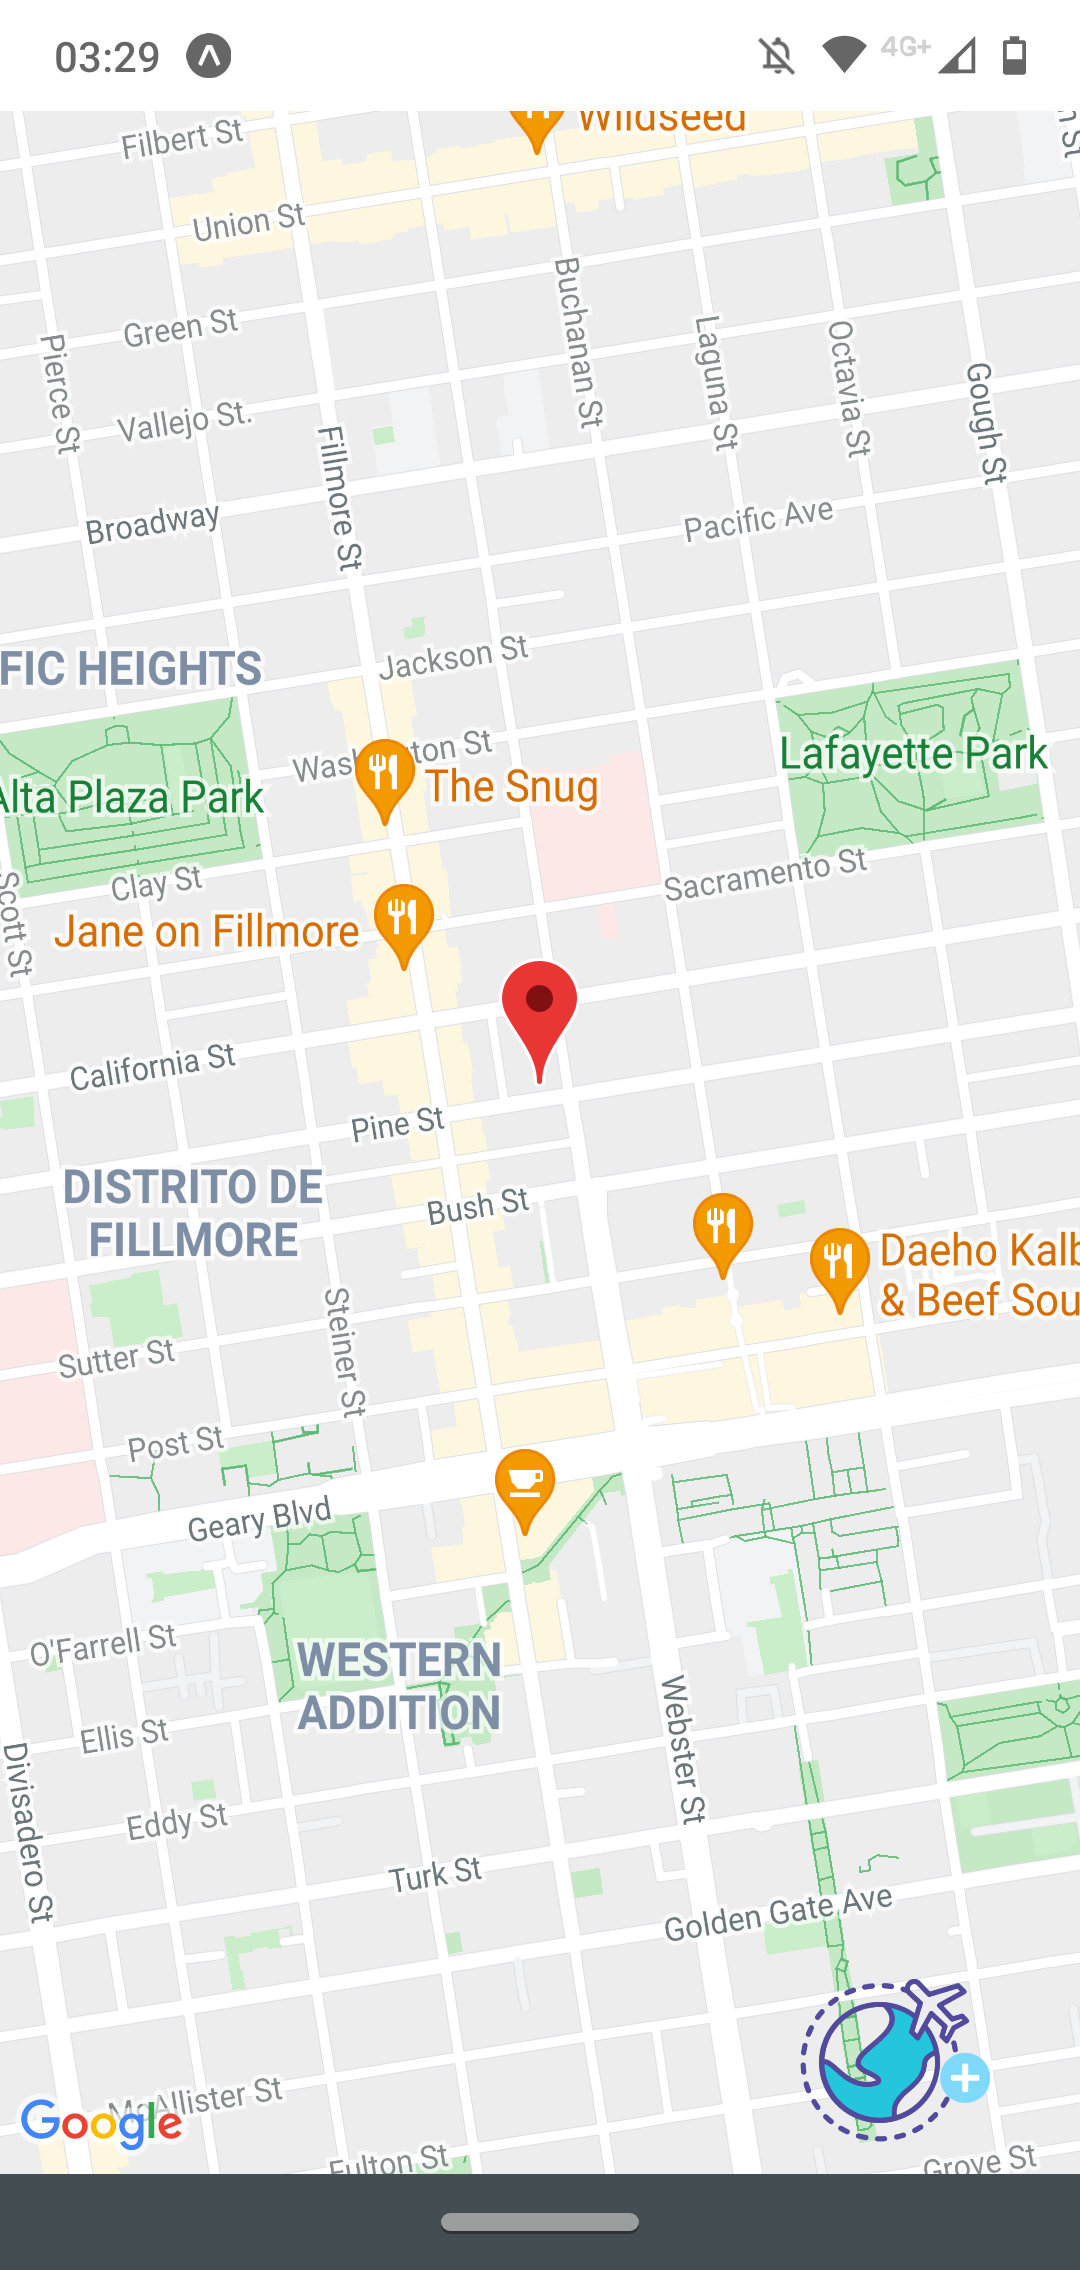 03:29
4G+
Wildseed
Filbert St
Union St
Buchanan St
Green St
Laguna St
Octavia St
Pierce St
Gough St
Vallejo St.
Fillmore St
Broadway
Pacific Ave
Jackson St
FIC HEIGHTS
Lafayette Park
The Snug
Alta Plaza Park
Clay St
Sacramento St
Scott St
Jane on Fillmore
California St
Pine St
DISTRITO DE
FILLMORE
Bush St
Daeho Kalb
& Beef Sou
Steiner St
Sutter St
Post St
Geary Blvd
O'Farrell St
WESTERN
ADDITION
Webster St
Ellis St
Divisadero St
Eddy St
Turk St
Golden Gate Ave
McAllister St
Google
Fulton St
Grove St